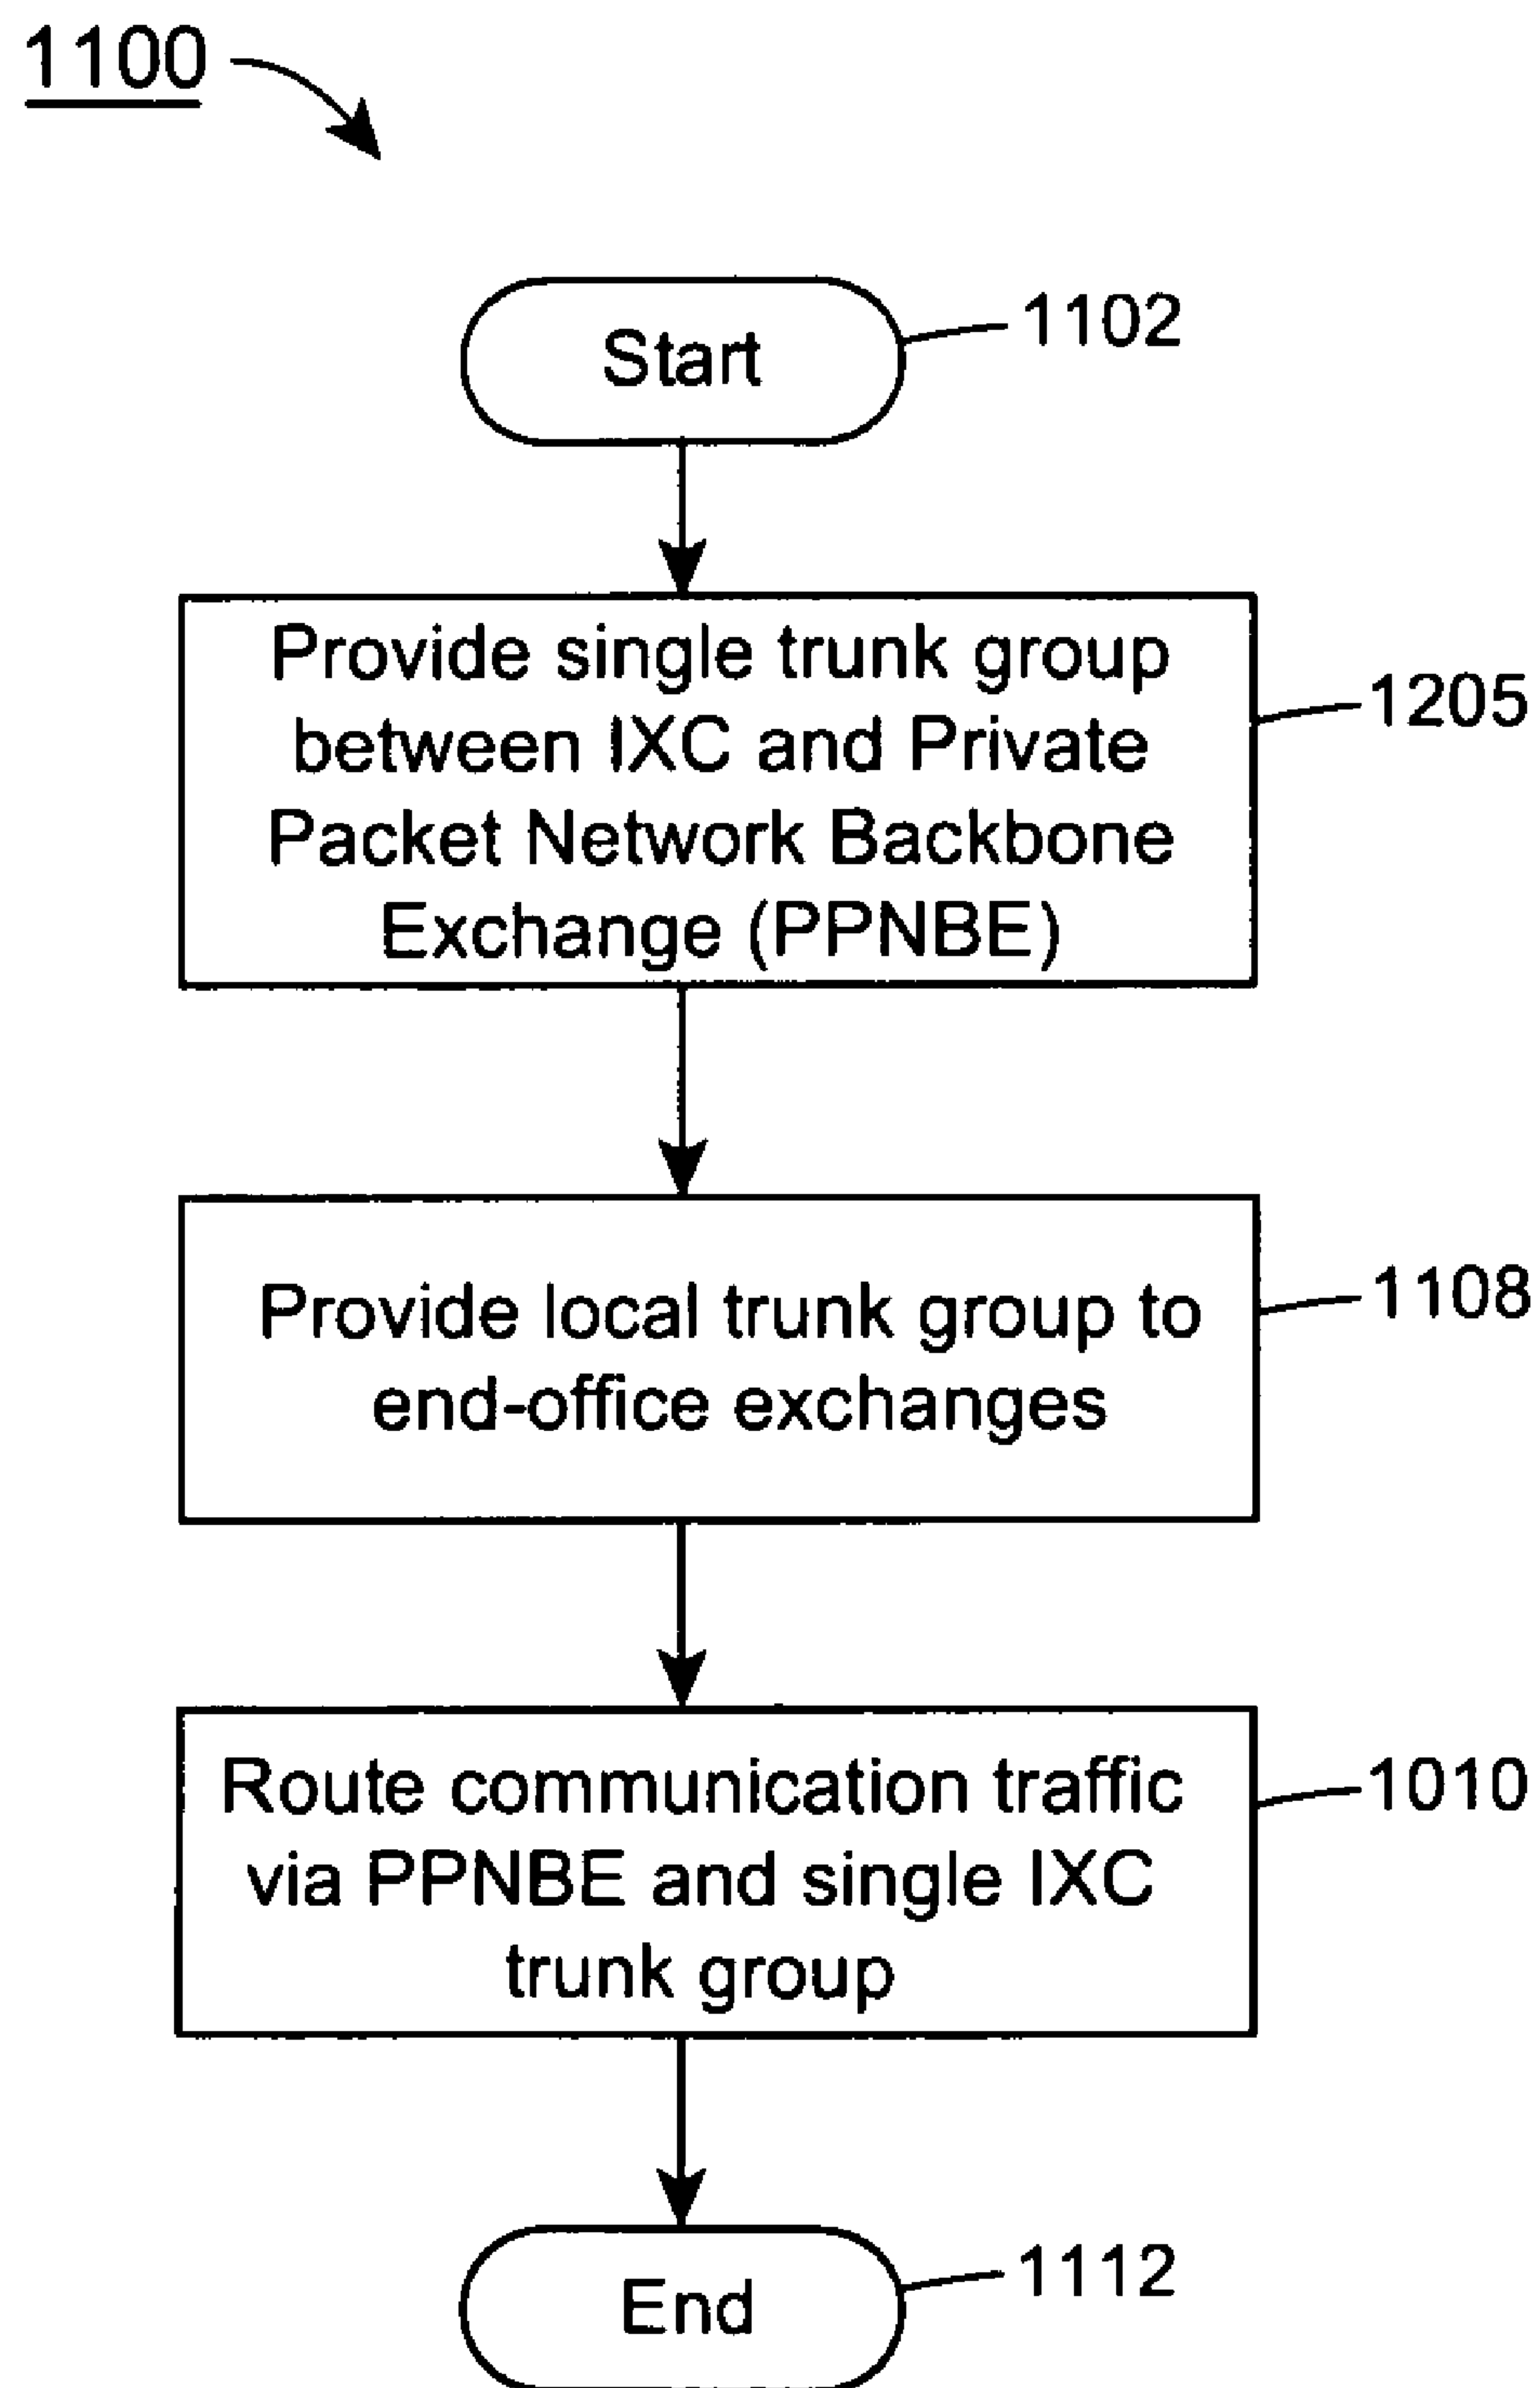 1100
Start
1102
Provide single trunk group
between IXC and Private
Packet Network Backbone
Exchange (PPNBE)
1205
Provide local trunk group to
end-office exchanges
1108
Route communication traffic
via PPNBE and single IXC
trunk group
1010
End
1112